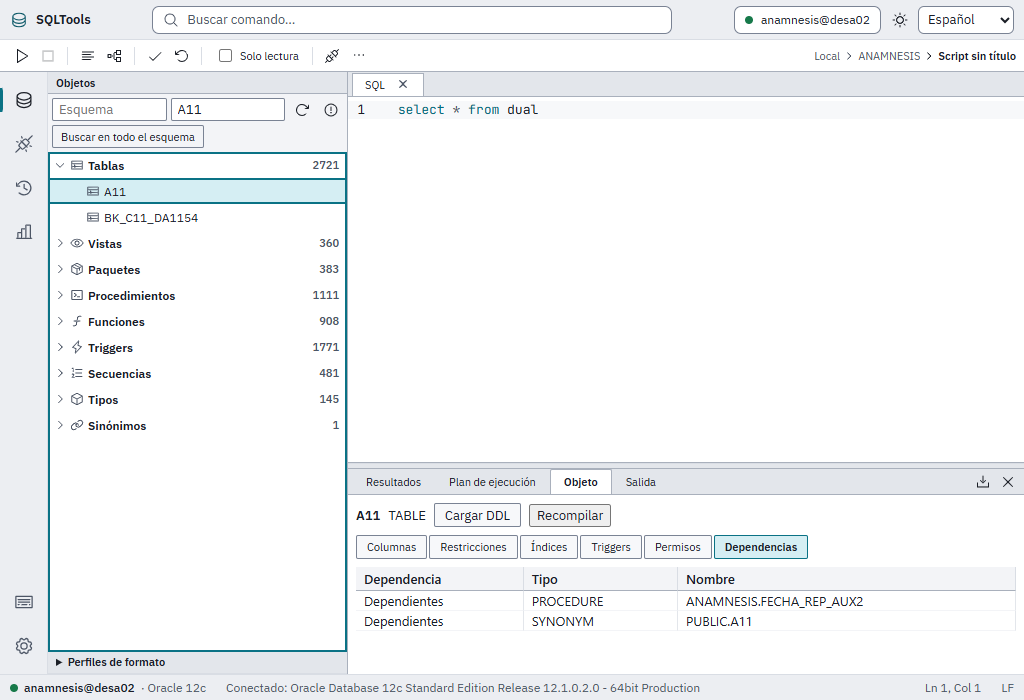 SQLTools
Buscar comando...
anamnesis@desa02
Español
Solo lectura
...
Local > ANAMNESIS > Script sin título
Objetos
Esquema
A11
Buscar en todo el esquema
Tablas 2721
A11
BK_C11_DA1154
Vistas 360
Paquetes 383
Procedimientos 1111
Funciones 908
Triggers 1771
Secuencias 481
Tipos 145
Sinónimos 1
Perfiles de formato
SQL
1 select * from dual
Resultados Plan de ejecución Objeto Salida
A11 TABLE Cargar DDL Recompilar
Columnas Restricciones Índices Triggers Permisos Dependencias
Dependencia Tipo Nombre
Dependientes PROCEDURE ANAMNESIS.FECHA_REP_AUX2
Dependientes SYNONYM PUBLIC.A11
anamnesis@desa02 · Oracle 12c Conectado: Oracle Database 12c Standard Edition Release 12.1.0.2.0 - 64bit Production Ln 1, Col 1 LF